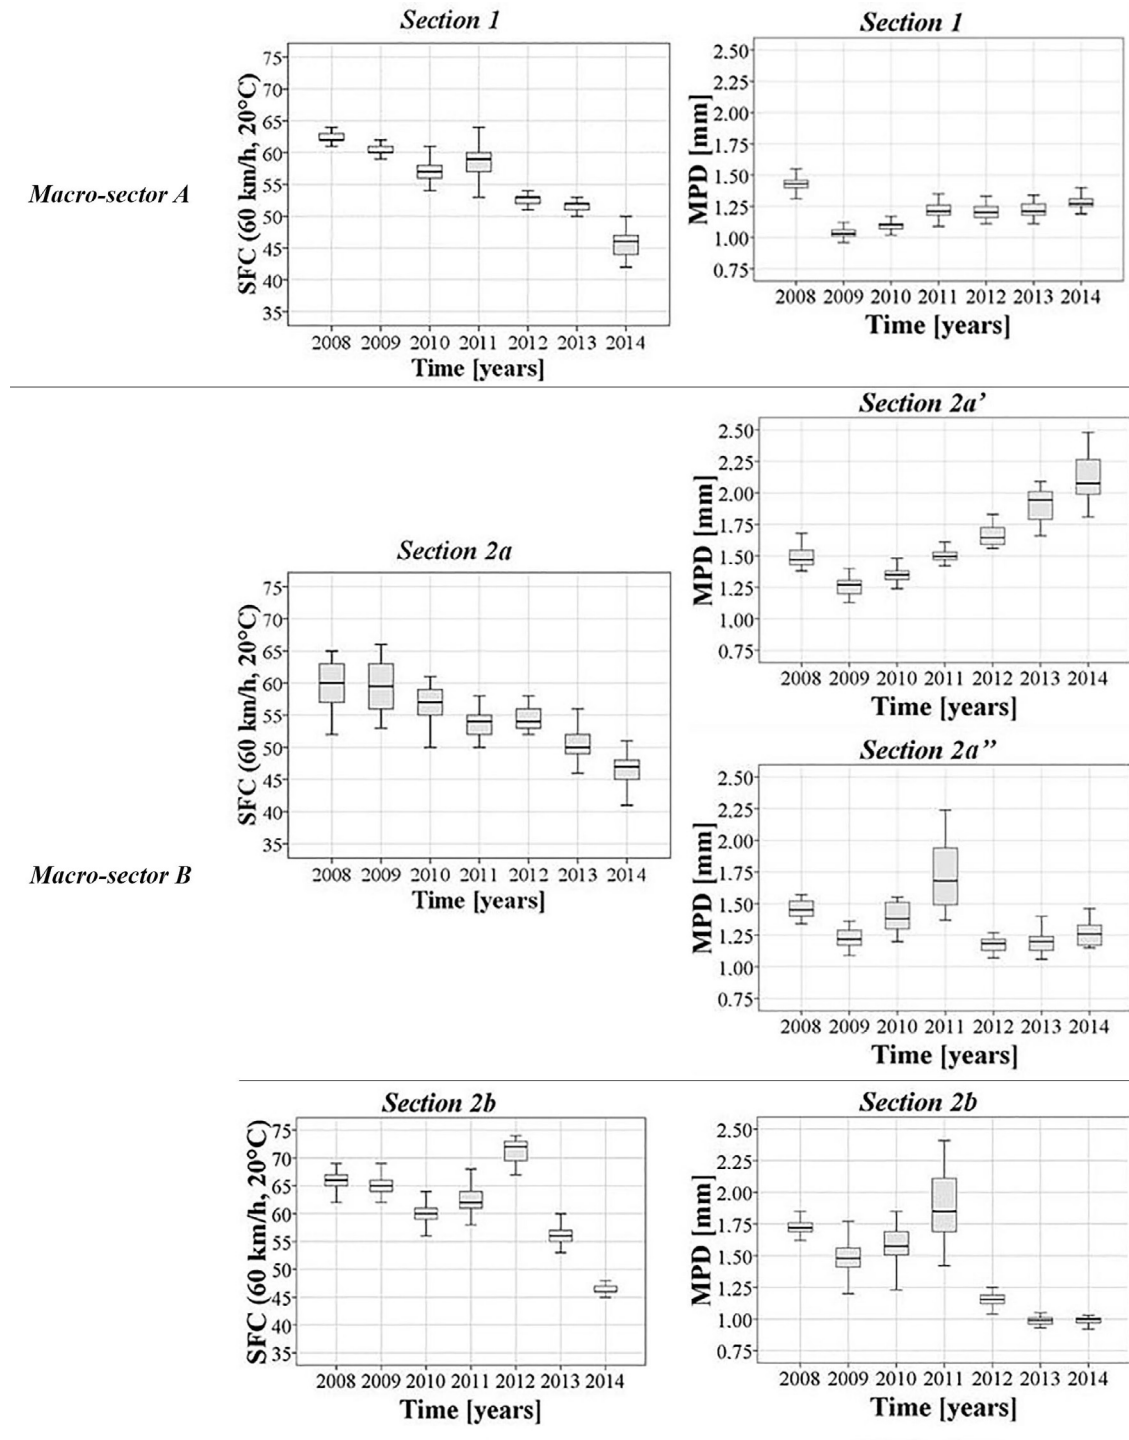 Section 1
SFC (60 km/h, 20°C)
75
70
65
60
55
50
45
40
35
2008 2009 2010 2011 2012 2013 2014
Time [years]
Section 1
MPD [mm]
2.50
2.25
2.00
1.75
1.50
1.25
1.00
0.75
2008 2009 2010 2011 2012 2013 2014
Time [years]
Macro-sector A
Section 2a
SFC (60 km/h, 20°C)
75
70
65
60
55
50
45
40
35
2008 2009 2010 2011 2012 2013 2014
Time [years]
Section 2a’
MPD [mm]
2.50
2.25
2.00
1.75
1.50
1.25
1.00
0.75
2008 2009 2010 2011 2012 2013 2014
Time [years]
Section 2a’’
MPD [mm]
2.50
2.25
2.00
1.75
1.50
1.25
1.00
0.75
2008 2009 2010 2011 2012 2013 2014
Time [years]
Macro-sector B
Section 2b
SFC (60 km/h, 20°C)
75
70
65
60
55
50
45
40
35
2008 2009 2010 2011 2012 2013 2014
Time [years]
Section 2b
MPD [mm]
2.50
2.25
2.00
1.75
1.50
1.25
1.00
0.75
2008 2009 2010 2011 2012 2013 2014
Time [years]